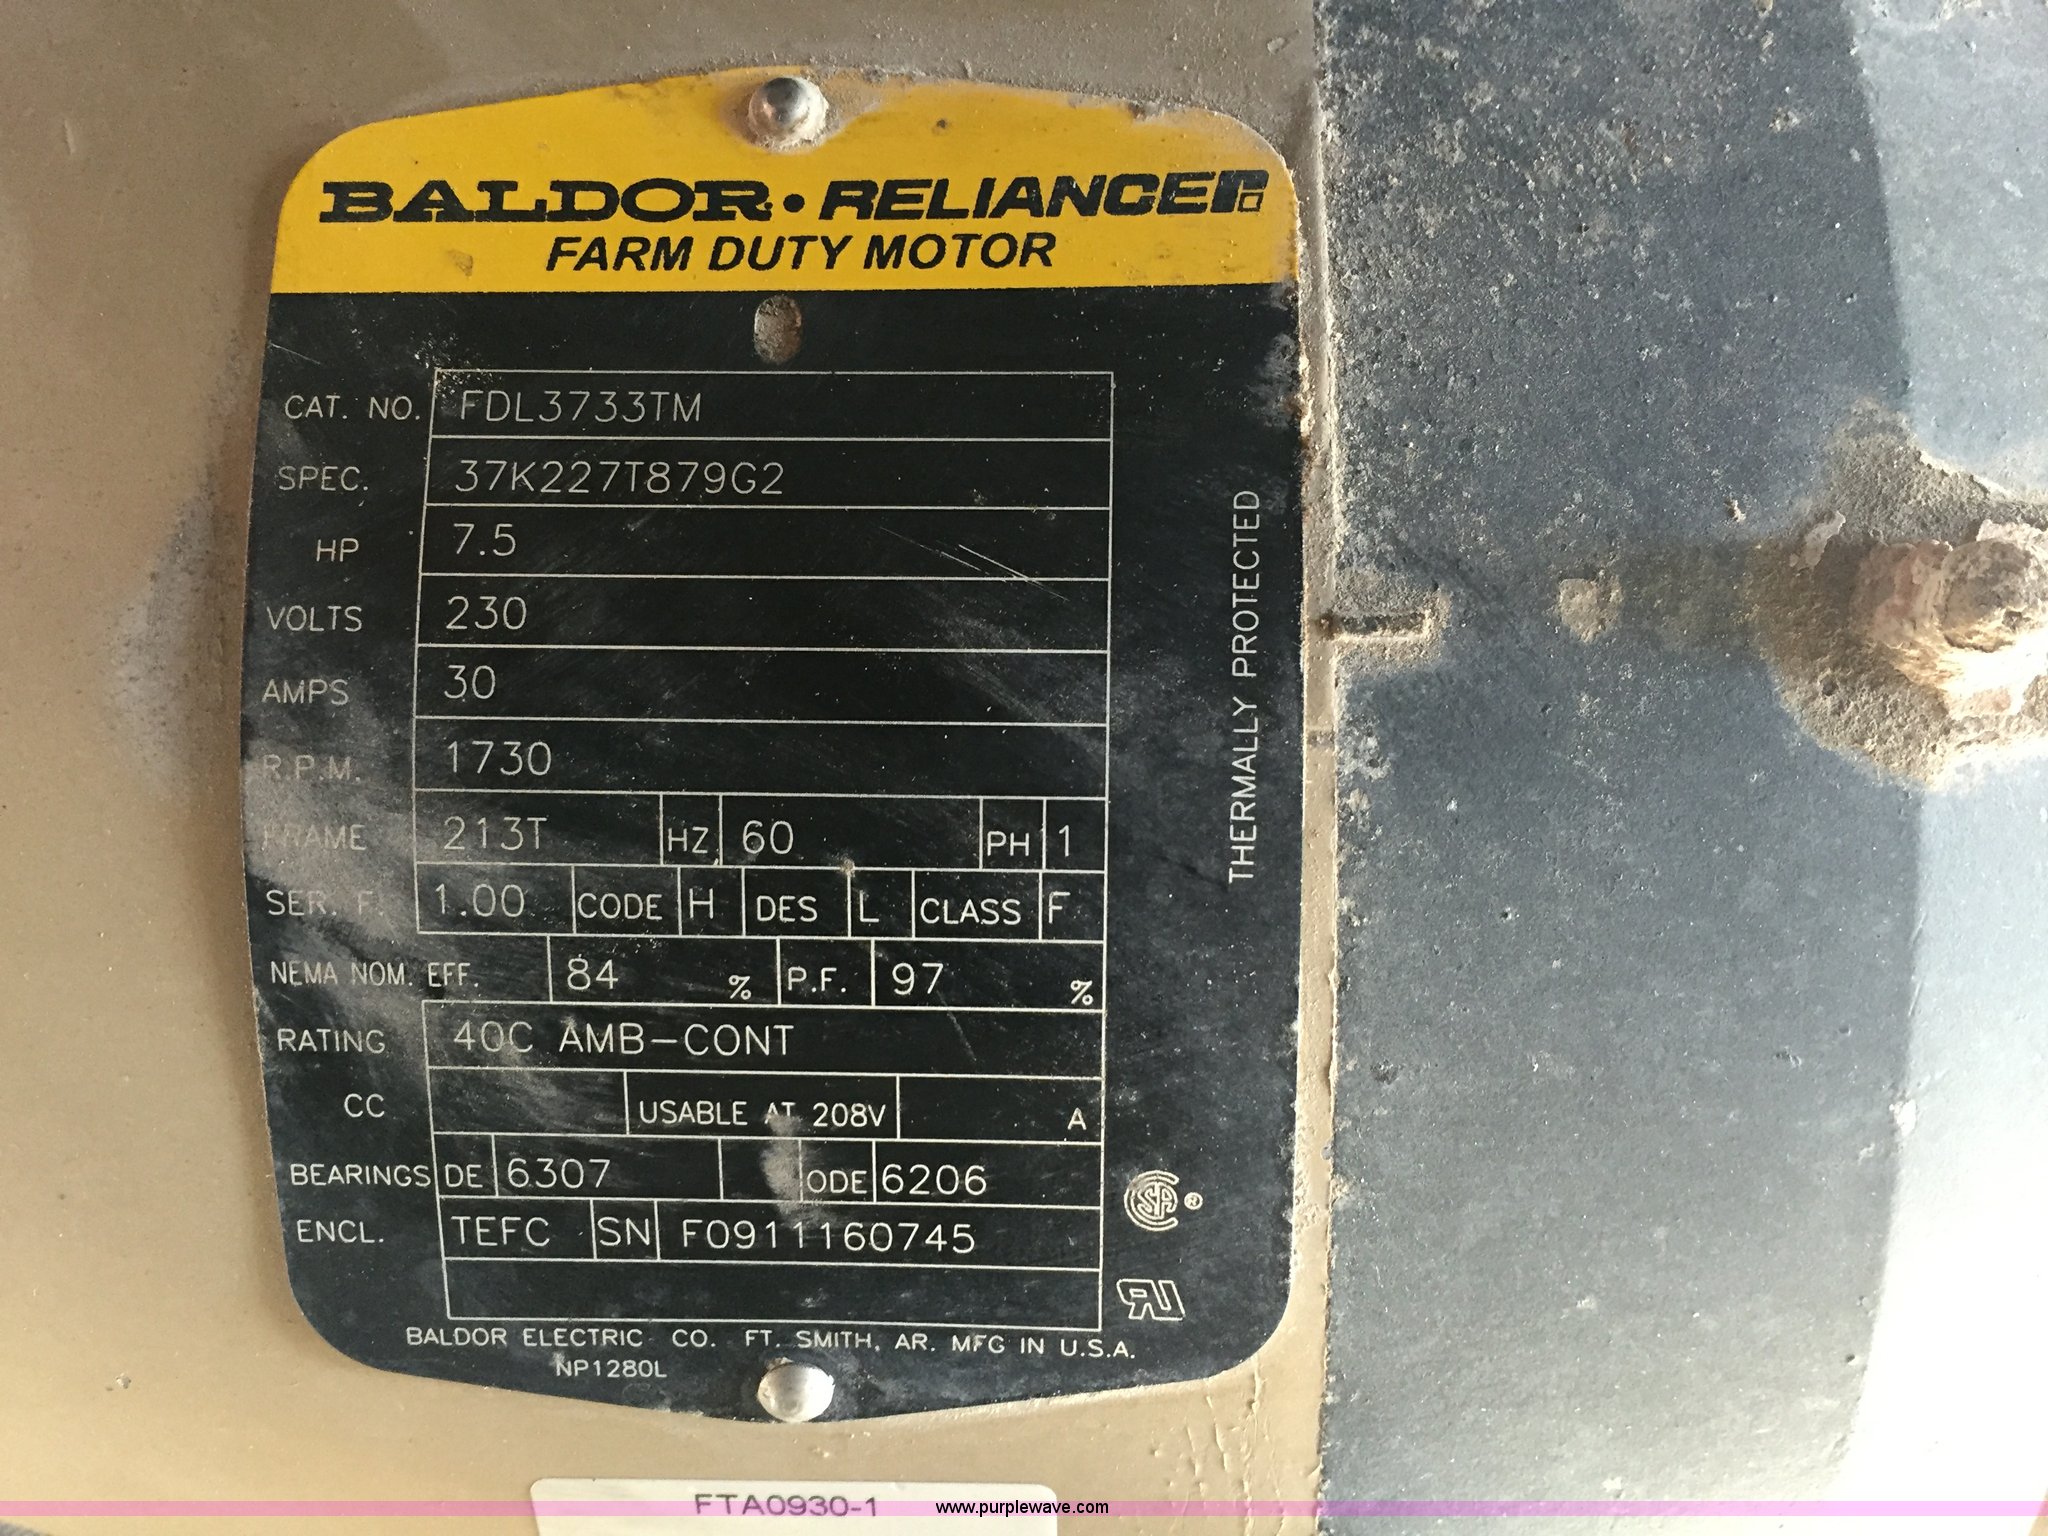 BALDOR • RELIANCER
FARM DUTY MOTOR
CAT. NO. FDL3733TM
SPEC. 37K227T879G2
HP 7.5
VOLTS 230
AMPS 30
R.P.M. 1730
FRAME 213T HZ 60 PH 1
SER. F. 1.00 CODE H DES L CLASS F
NEMA NOM. EFF. 84 % P.F. 97 %
RATING 40C AMB-CONT
CC USABLE AT 208V A
BEARINGS DE 6307 ODE 6206
ENCL. TEFC SN F0911160745
BALDOR ELECTRIC CO. FT. SMITH, AR. MFG IN U.S.A.
NP1280L
THERMALLY PROTECTED
SA ®
FTA0930-1
www.purplewave.com